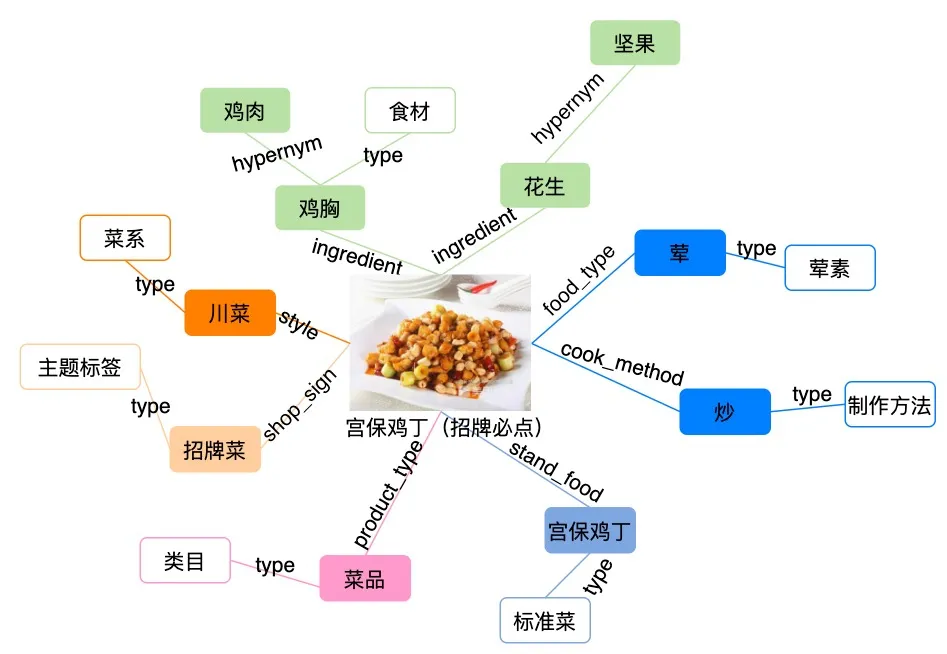 坚果
hypernym
鸡肉
食材
hypernym
type
鸡胸
花生
ingredient
ingredient
菜系
type
川菜
style
food_type
荤
type
荤素
主题标签
type
招牌菜
shop_sign
cook_method
炒
type
制作方法
宫保鸡丁（招牌必点）
product_type
stand_food
类目
type
菜品
宫保鸡丁
type
标准菜